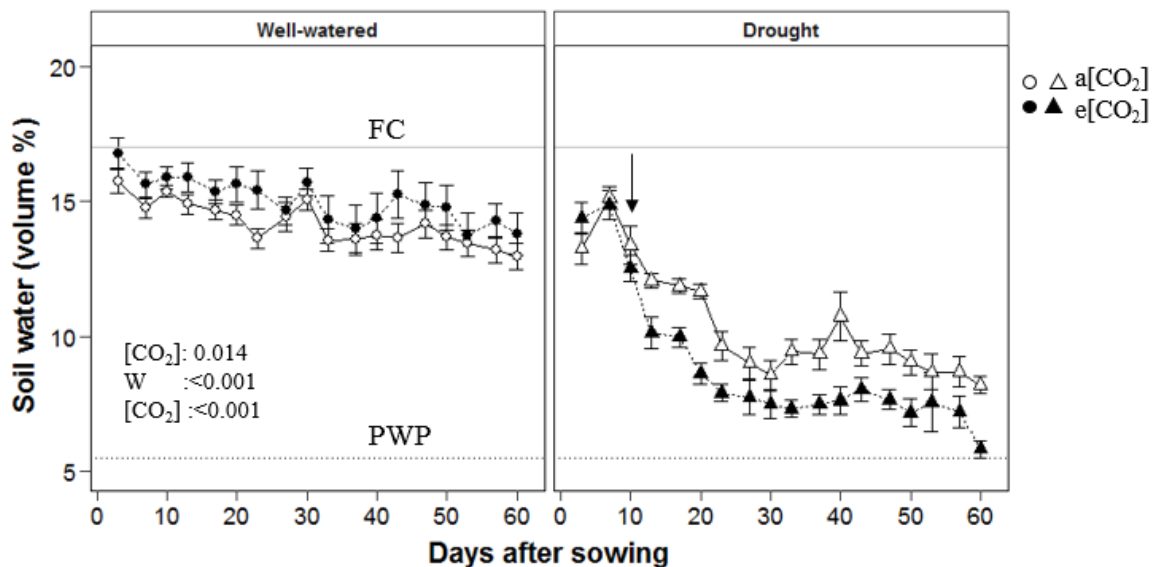 Well-watered
Drought
20
15
10
5
Soil water (volume %)
FC
[CO₂]: 0.014
W :<0.001
[CO₂] :<0.001
PWP
a[CO₂]
e[CO₂]
0 10 20 30 40 50 60
0 10 20 30 40 50 60
Days after sowing